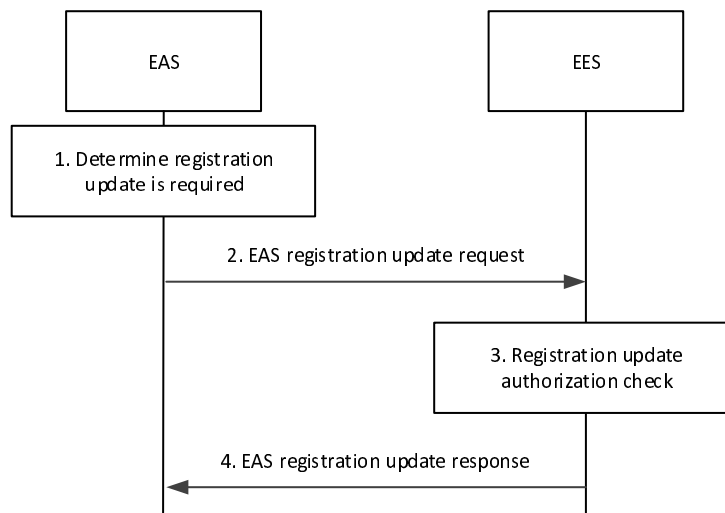 EAS
EES
1. Determine registration
update is required
2. EAS registration update request
3. Registration update
authorization check
4. EAS registration update response